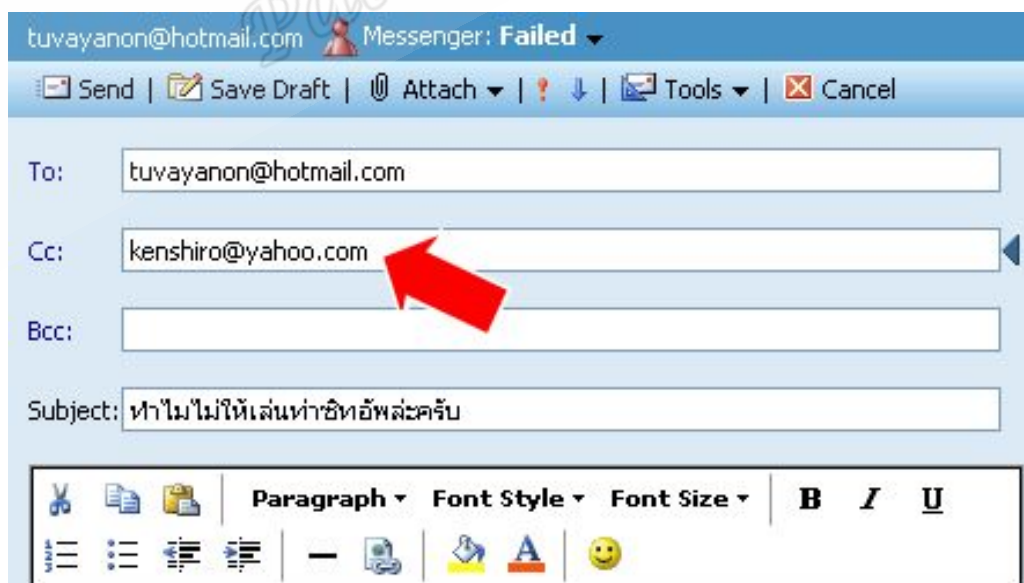 tuvayanon@hotmail.com Messenger: Failed
Send | Save Draft | Attach | Tools | Cancel
To: tuvayanon@hotmail.com
Cc: kenshiro@yahoo.com
Bcc:
Subject: ทำไมไม่ให้เล่นท่าซิทอัพล่ะครับ
Paragraph Font Style Font Size B I U
A